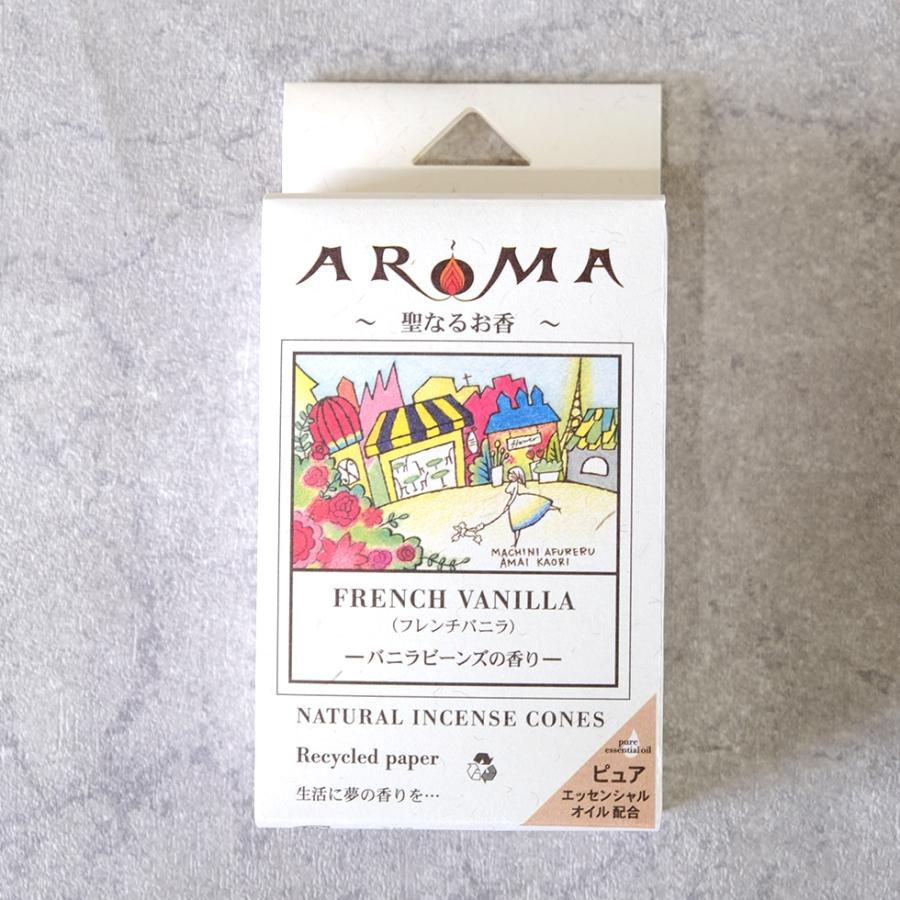 AROMA
～ 聖なるお香 ～
flower
MACHINI AFURERU
AMAI KAORI
FRENCH VANILLA
（フレンチバニラ）
ーバニラビーンズの香りー
NATURAL INCENSE CONES
Recycled paper
生活に夢の香りを…
pure
essential oil
ピュア
エッセンシャル
オイル配合